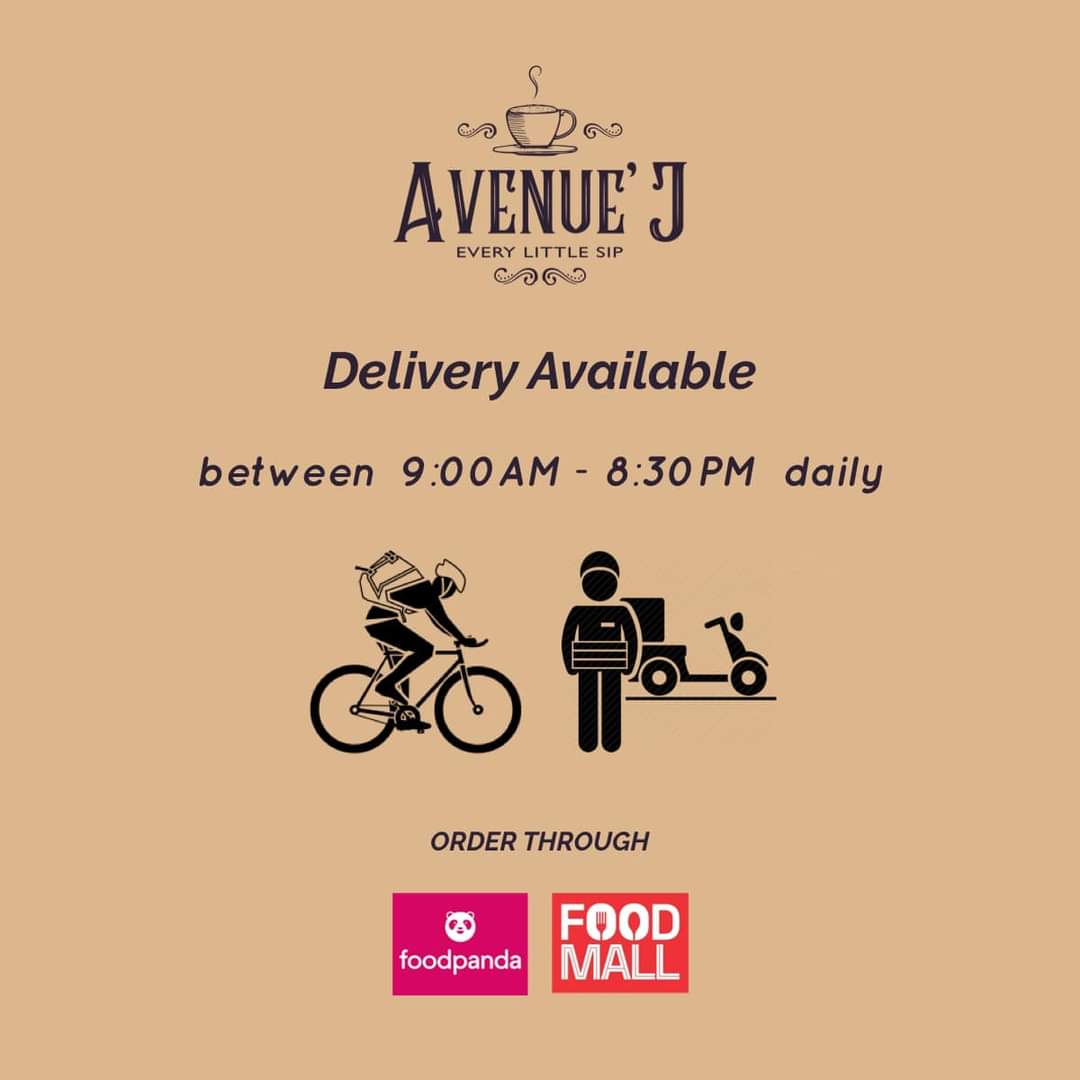 AVENUE'J
EVERY LITTLE SIP
Delivery Available
between 9:00AM - 8:30PM daily
ORDER THROUGH
foodpanda
FOOD
MALL